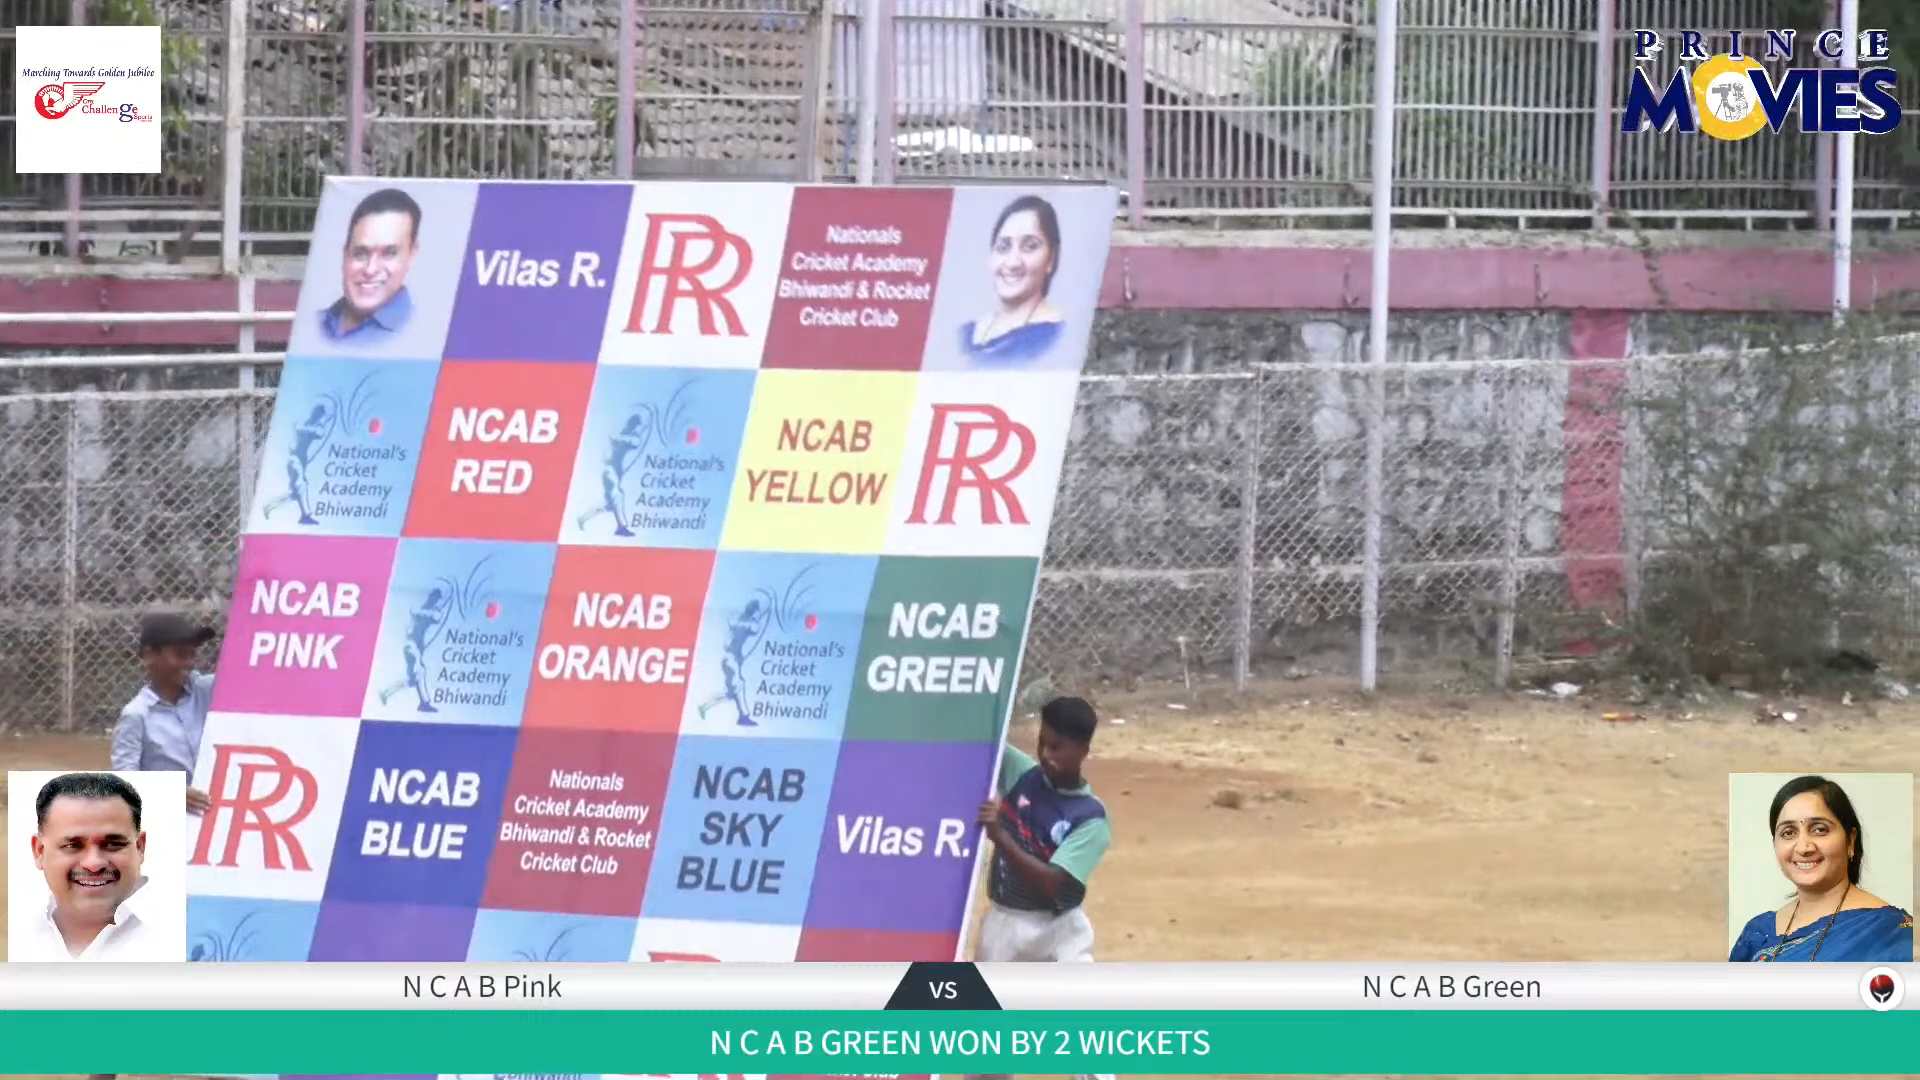 Marching Towards Golden Jubilee
Challenge
PRINCE
MOVIES
Vilas R.
RR
Nationals
Cricket Academy
Bhiwandi & Rocket
Cricket Club
National's
Cricket
Academy
Bhiwandi
NCAB
RED
National's
Cricket
Academy
Bhiwandi
NCAB
YELLOW
RR
NCAB
PINK
National's
Cricket
Academy
Bhiwandi
NCAB
ORANGE
National's
Cricket
Academy
Bhiwandi
NCAB
GREEN
RR
NCAB
BLUE
Nationals
Cricket Academy
Bhiwandi & Rocket
Cricket Club
NCAB
SKY
BLUE
Vilas R.
N C A B Pink
VS
N C A B Green
N C A B GREEN WON BY 2 WICKETS